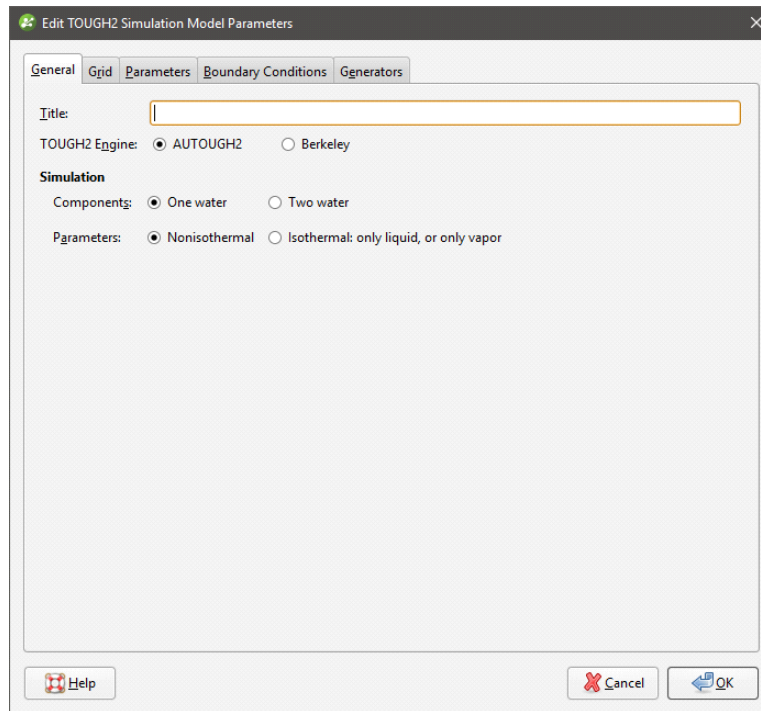 Edit TOUGH2 Simulation Model Parameters
General Grid Parameters Boundary Conditions Generators
Title:
TOUGH2 Engine: AUTOUGH2 Berkeley
Simulation
Components: One water Two water
Parameters: Nonisothermal Isothermal: only liquid, or only vapor
Help Cancel OK